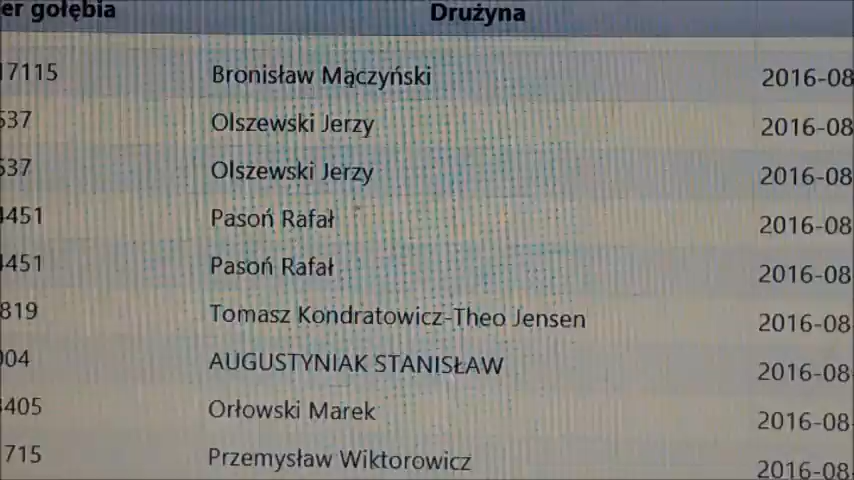 er gołębia Drużyna
17115 Bronisław Mączyński 2016-08
537 Olszewski Jerzy 2016-08
537 Olszewski Jerzy 2016-08
4451 Pasoń Rafał 2016-08
4451 Pasoń Rafał 2016-08
819 Tomasz Kondratowicz-Theo Jensen 2016-08
004 AUGUSTYNIAK STANISŁAW 2016-08-
3405 Orłowski Marek 2016-08-
1715 Przemysław Wiktorowicz 2016-08-